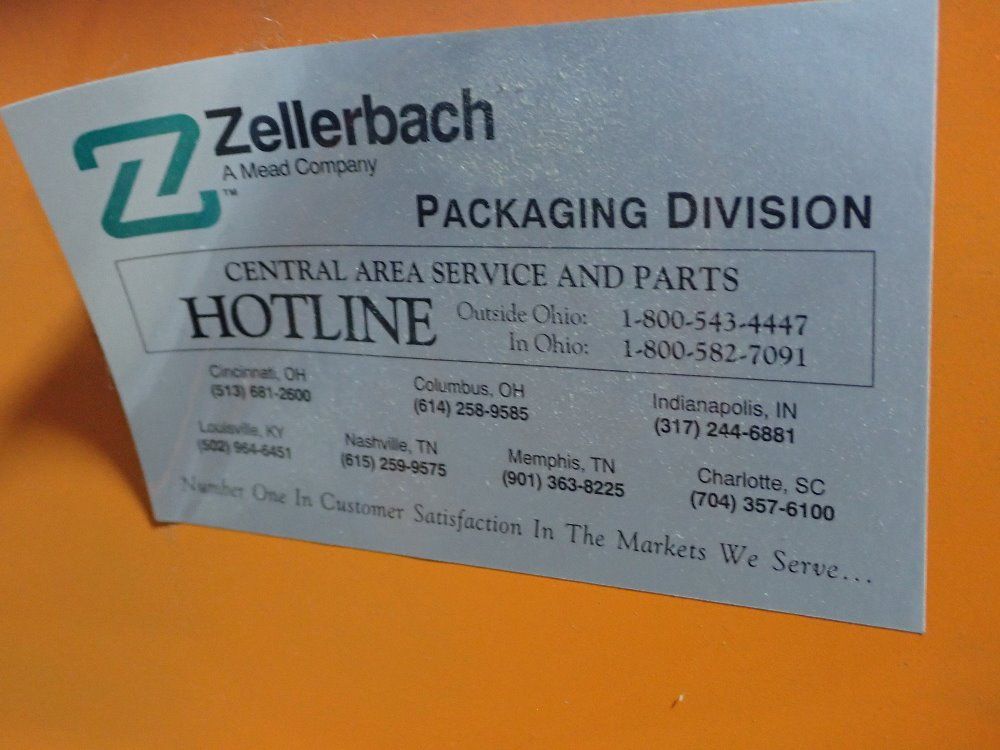 Zellerbach
A Mead Company
TM
PACKAGING DIVISION
CENTRAL AREA SERVICE AND PARTS
HOTLINE
Outside Ohio: 1-800-543-4447
In Ohio: 1-800-582-7091
Cincinnati, OH
(513) 681-2600
Columbus, OH
(614) 258-9585
Indianapolis, IN
(317) 244-6881
Louisville, KY
(502) 964-6451
Nashville, TN
(615) 259-9575
Memphis, TN
(901) 363-8225
Charlotte, SC
(704) 357-6100
Number One In Customer Satisfaction In The Markets We Serve...